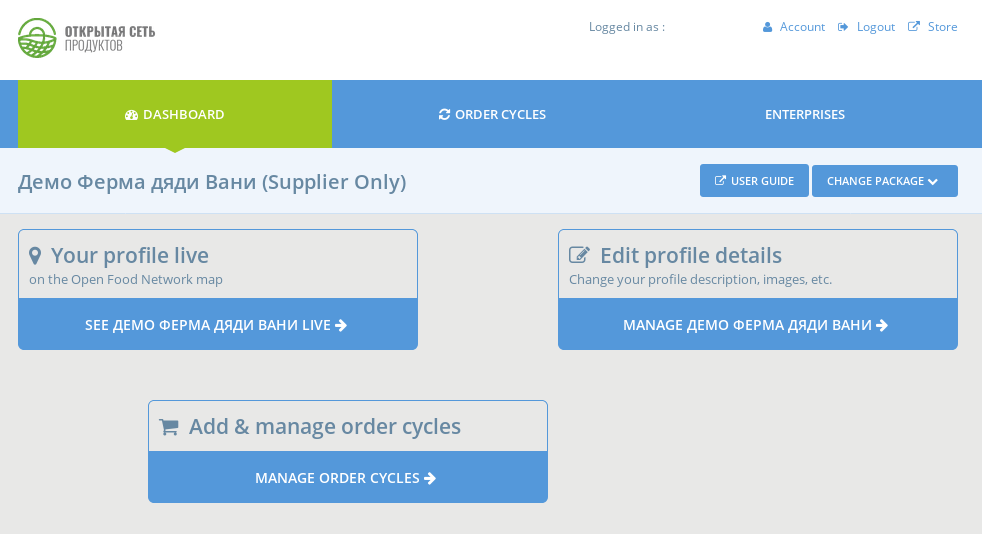 ОТКРЫТАЯ СЕТЬ
ПРОДУКТОВ
Logged in as :
Account Logout Store
DASHBOARD ORDER CYCLES ENTERPRISES
Демо Ферма дяди Вани (Supplier Only)
USER GUIDE CHANGE PACKAGE
Your profile live
on the Open Food Network map
SEE ДЕМО ФЕРМА ДЯДИ ВАНИ LIVE
Edit profile details
Change your profile description, images, etc.
MANAGE ДЕМО ФЕРМА ДЯДИ ВАНИ
Add & manage order cycles
MANAGE ORDER CYCLES